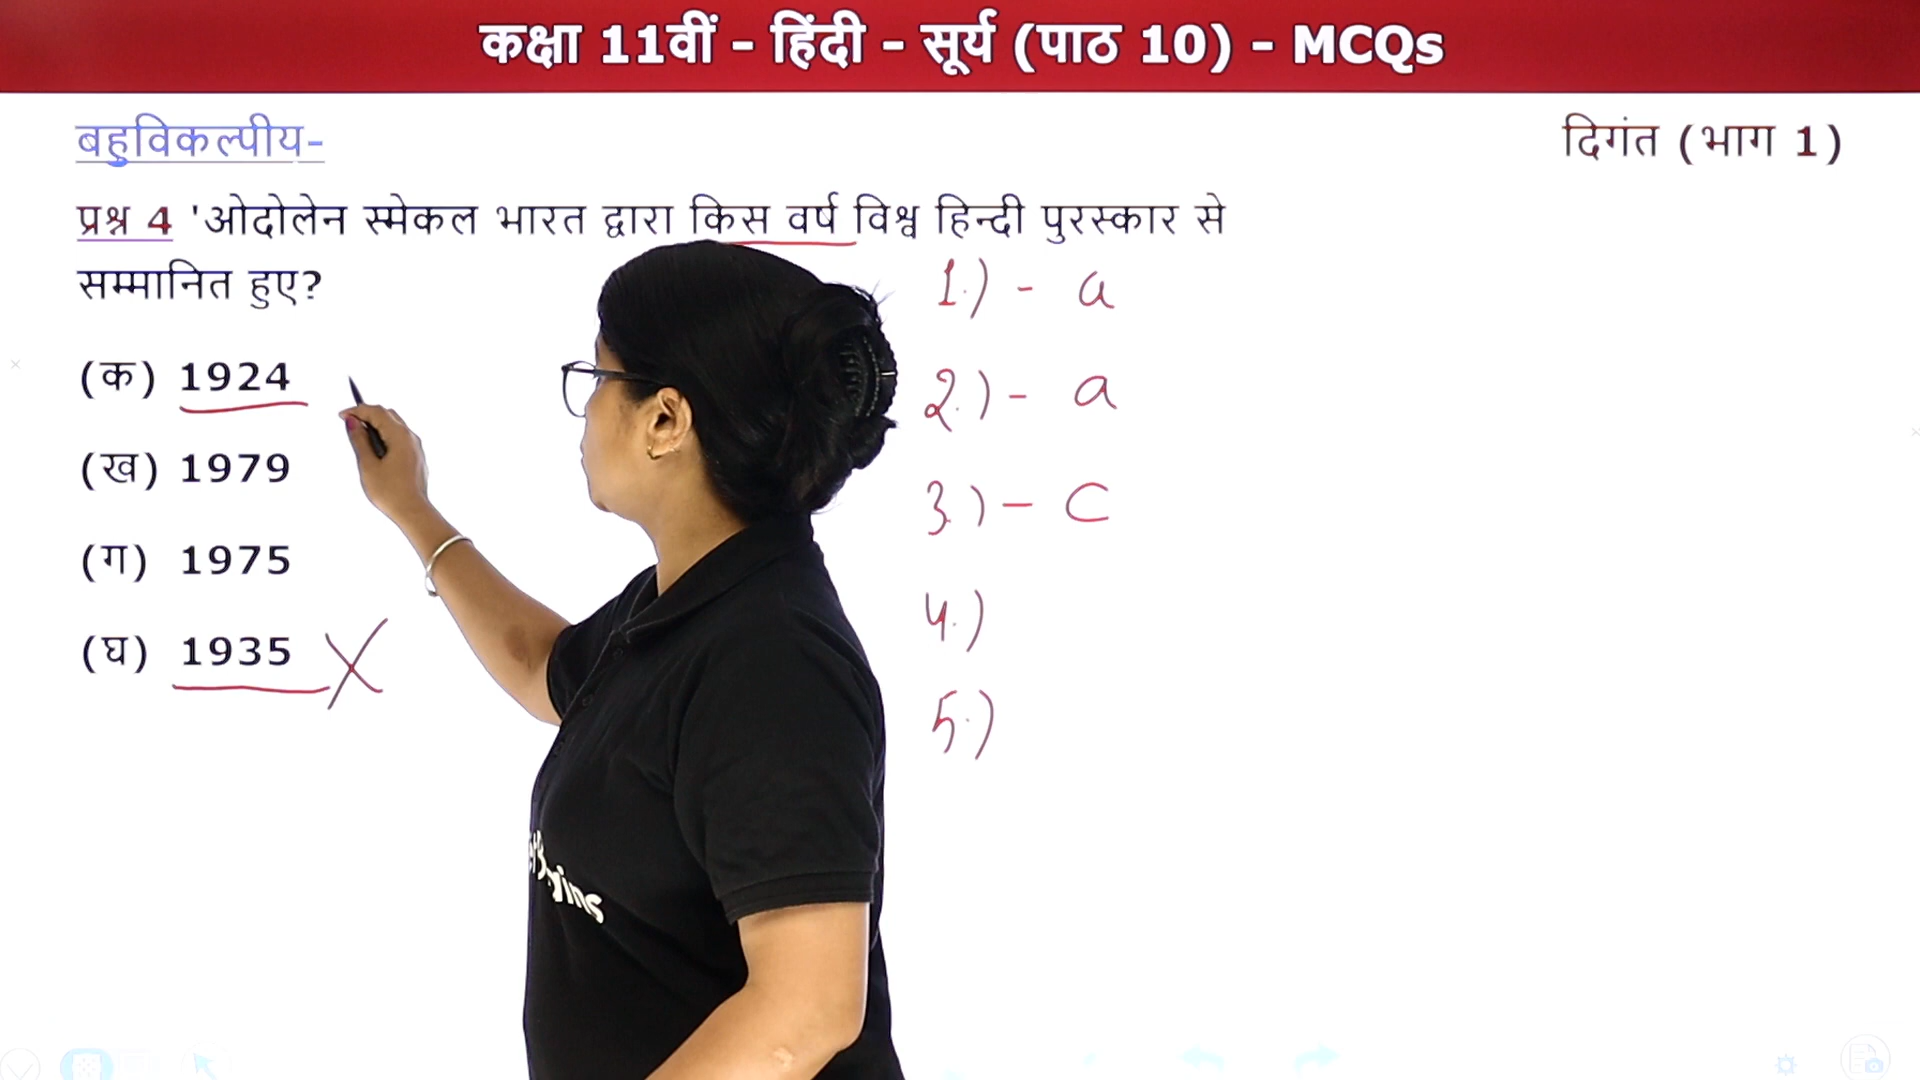 कक्षा 11वीं - हिंदी - सूर्य (पाठ 10) - MCQs
बहुविकल्पीय-
दिगंत (भाग 1)
प्रश्न 4 'ओदोलेन स्मेकल भारत द्वारा किस वर्ष विश्व हिन्दी पुरस्कार से
सम्मानित हुए?
(क) 1924
(ख) 1979
(ग) 1975
(घ) 1935
1.) - a
2.) - a
3.) - c
4.)
5.)